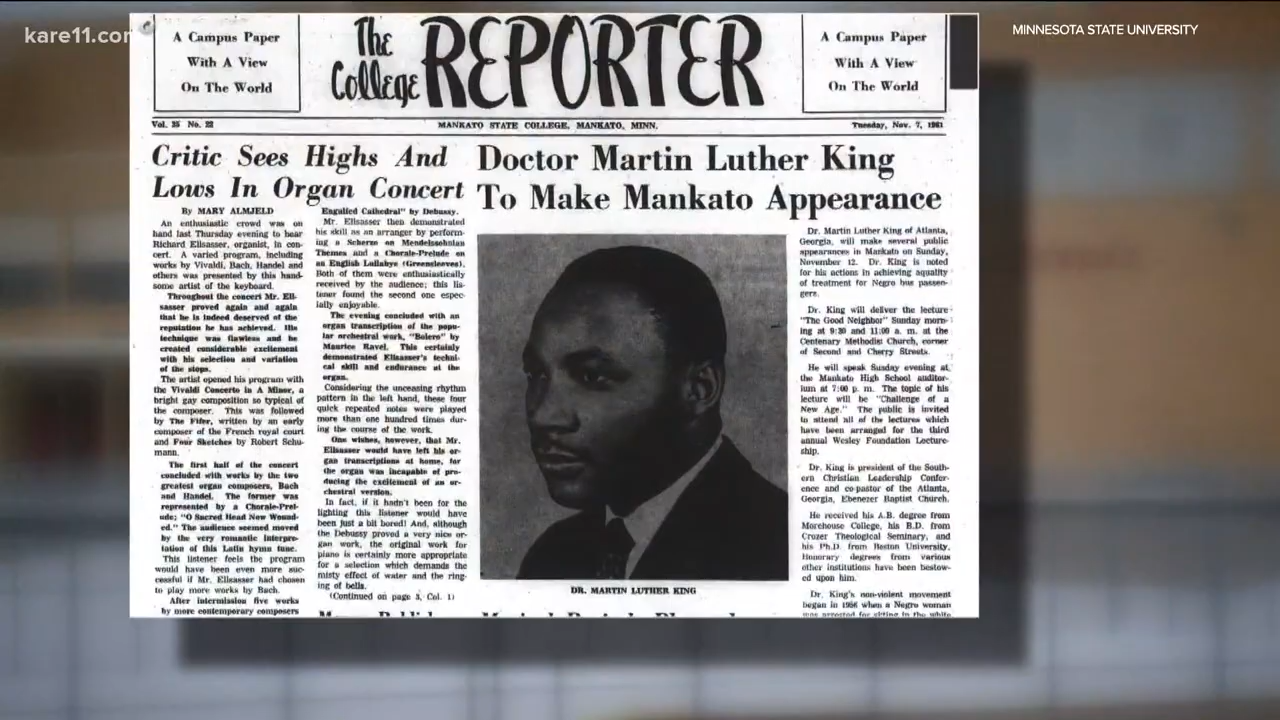 kare11.com
MINNESOTA STATE UNIVERSITY
A Campus Paper
With A View
On The World
The
College
REPORTER
A Campus Paper
With A View
On The World
Vol. 35 No. 22
MANKATO STATE COLLEGE, MANKATO, MINN.
Tuesday, Nov. 7, 1961
Critic Sees Highs And
Lows In Organ Concert
By MARY ALMJELD
An enthusiastic crowd was on
hand last Thursday evening to hear
Richard Ellsasser, organist, in con-
cert. A varied program, including
works by Vivaldi, Bach, Handel and
others was presented by this hand-
some artist of the keyboard.
Throughout the concert Mr. Ell-
sasser proved again and again
that he is indeed deserved of the
reputation he has achieved. His
technique was flawless and he
created considerable excitement
with his selection and variation
of the stops.
The artist opened his program with
the Vivaldi Concerto in A Minor, a
bright gay composition so typical of
the composer. This was followed
by The Fifer, written by an early
composer of the French royal court
and Four Sketches by Robert Schu-
mann.
The first half of the concert
concluded with works by the two
greatest organ composers, Bach
and Handel. The former was
represented by a Chorale-Prel-
ude; "O Sacred Head Now Wound-
ed." The audience seemed moved
by the very romantic interpre-
tation of this Latin hymn tune.
This listener feels the program
would have been even more suc-
cessful if Mr. Ellsasser had chosen
to play more works by Bach.
After intermission five works
by more contemporary composers
Engulfed Cathedral" by Debussy.
Mr. Ellsasser then demonstrated
his skill as an arranger by perform-
ing a Scherzo on Mendelssohnian
Themes and a Chorale-Prelude on
an English Lullabye (Greensleeves).
Both of them were enthusiastically
received by the audience; this lis-
tener found the second one espec-
ially enjoyable.
The evening concluded with an
organ transcription of the popu-
lar orchestral work, "Bolero" by
Maurice Ravel. This certainly
demonstrated Ellsasser's techni-
cal skill and endurance at the
organ.
Considering the unceasing rhythm
pattern in the left hand, these four
quick repeated notes were played
more than one hundred times dur-
ing the course of the work.
One wishes, however, that Mr.
Ellsasser would have left his or-
gan transcriptions at home, for
the organ was incapable of pro-
ducing the excitement of an or-
chestral version.
In fact, if it hadn't been for the
lighting this listener would have
been just a bit bored! And, although
the Debussy proved a very nice or-
gan work, the original work for
piano is certainly more appropriate
for a selection which demands the
misty effect of water and the ring-
ing of bells.
(Continued on page 3, Col. 1)
Doctor Martin Luther King
To Make Mankato Appearance
DR. MARTIN LUTHER KING
Dr. Martin Luther King of Atlanta,
Georgia, will make several public
appearances in Mankato on Sunday,
November 12. Dr. King is noted
for his actions in achieving equality
of treatment for Negro bus passen-
gers.
Dr. King will deliver the lecture
"The Good Neighbor" Sunday morn-
ing at 9:30 and 11:00 a. m. at the
Centenary Methodist Church, corner
of Second and Cherry Streets.
He will speak Sunday evening at
the Mankato High School auditor-
ium at 7:00 p. m. The topic of his
lecture will be "Challenge of a
New Age." The public is invited
to attend all of the lectures which
have been arranged for the third
annual Wesley Foundation Lecture-
ship.
Dr. King is president of the South-
ern Christian Leadership Confer-
ence and co-pastor of the Atlanta,
Georgia, Ebenezer Baptist Church.
He received his A.B. degree from
Morehouse College, his B.D. from
Crozer Theological Seminary, and
his Ph.D. from Boston University.
Honorary degrees from various
other institutions have been bestow-
ed upon him.
Dr. King's non-violent movement
began in 1956 when a Negro woman
was arrested for sitting in the white